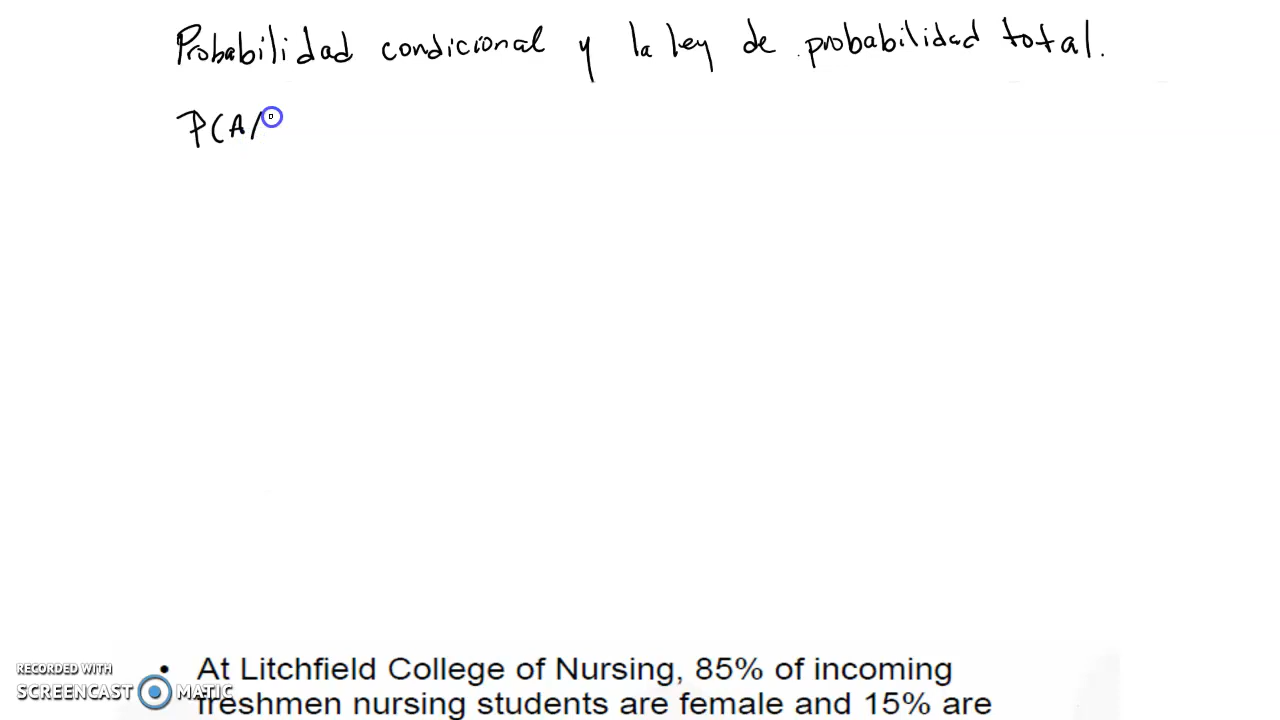 Probabilidad condicional y la ley de probabilidad total.
P(A/
• At Litchfield College of Nursing, 85% of incoming
freshmen nursing students are female and 15% are
RECORDED WITH
SCREENCAST MATIC